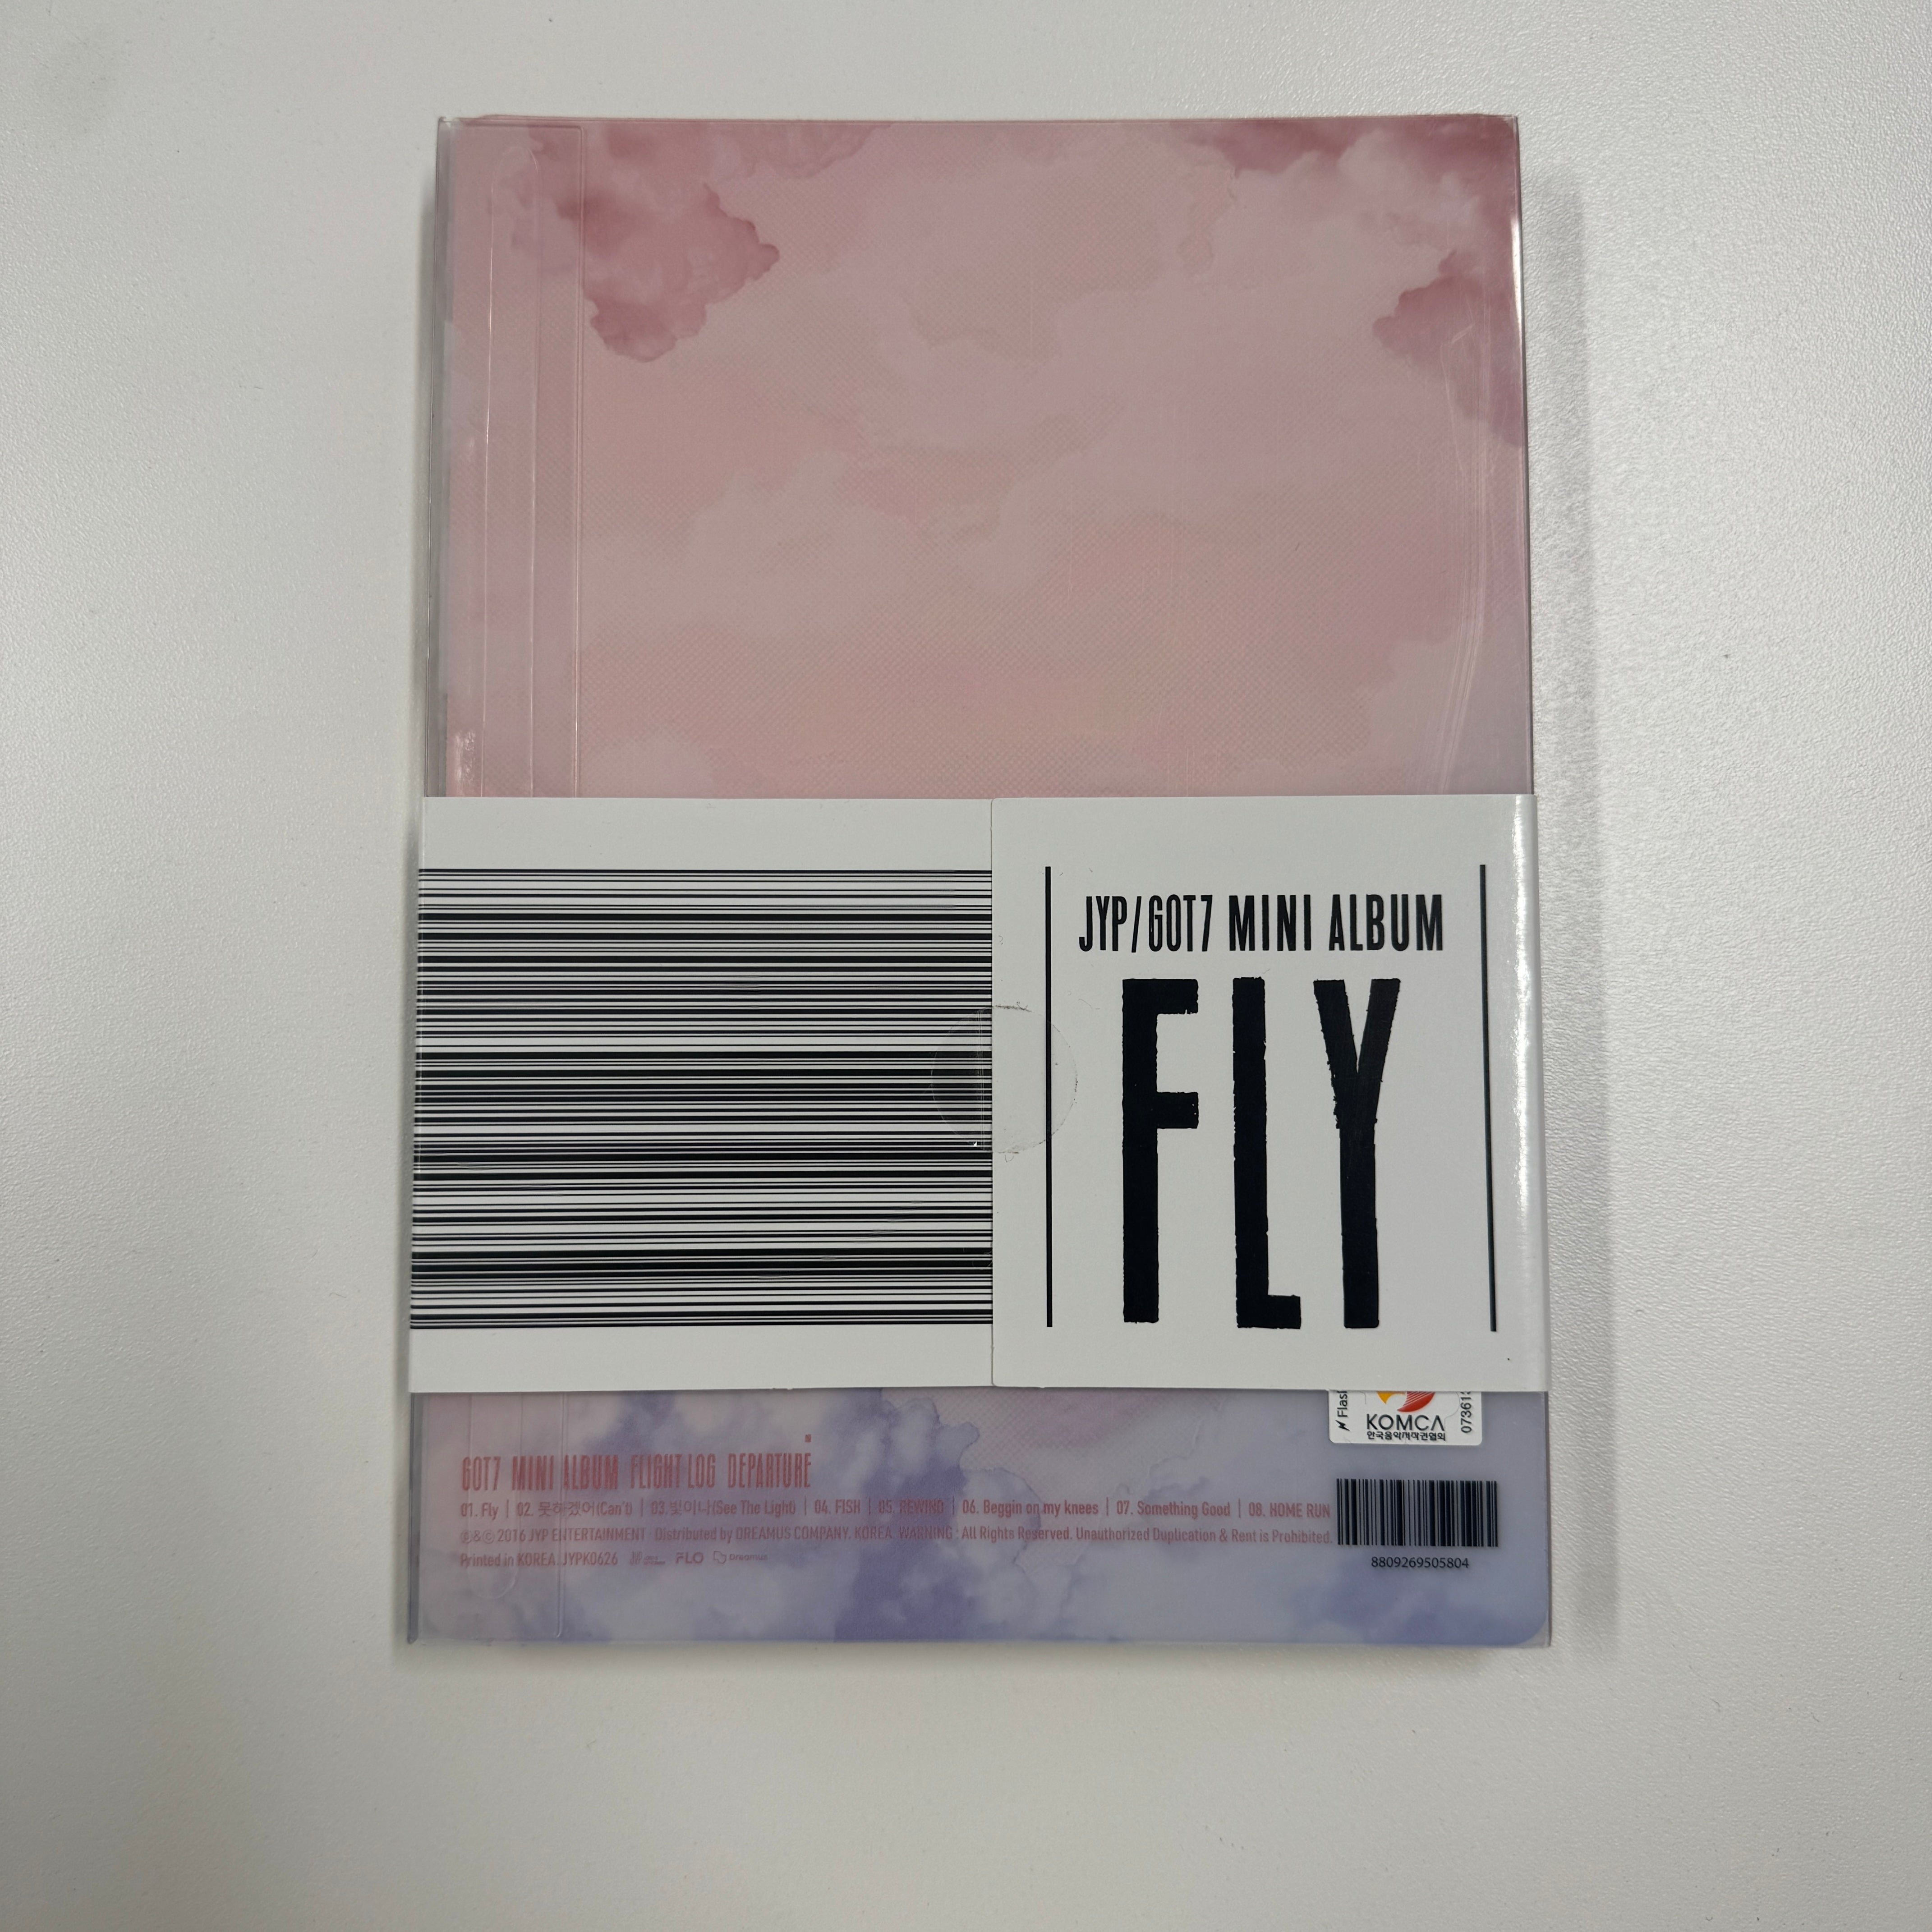 JYP/GOT7 MINI ALBUM
FLY
Flas
KOMCA
한국음악저작권협회
07361
GOT7 MINI ALBUM FLIGHT LOG DEPARTURE
01. Fly | 02. 못하겠어(Can't) | 03.빛이나(See The Light) | 04. FISH | 05. REWIND | 06. Beggin on my knees | 07. Something Good | 08. HOME RUN
℗&© 2016 JYP ENTERTAINMENT. Distributed by DREAMUS COMPANY. KOREA. WARNING : All Rights Reserved. Unauthorized Duplication & Rent is Prohibited.
Printed in KOREA. JYPK0626 FLO Dreamus
8809269505804